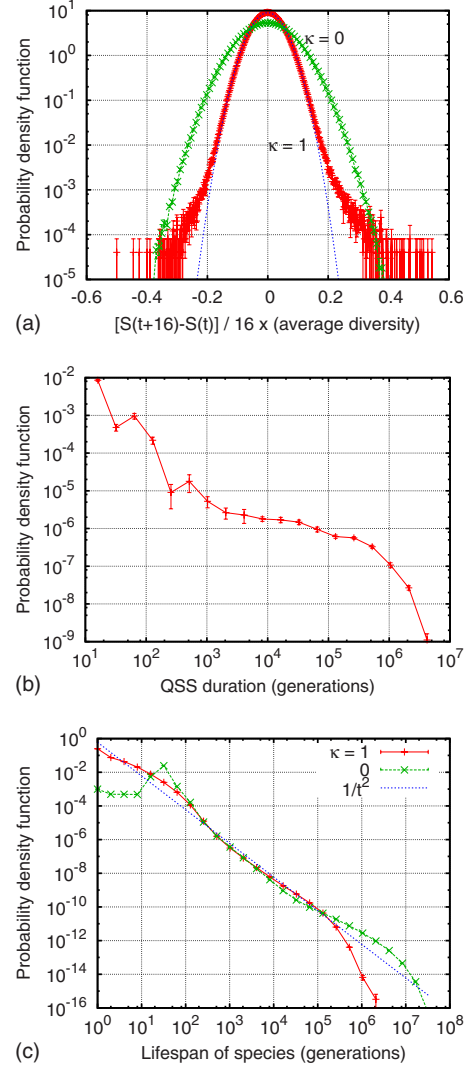 10^1
10^0
10^-1
10^-2
10^-3
10^-4
10^-5
Probability density function
κ = 0
κ = 1
-0.6 -0.4 -0.2 0 0.2 0.4 0.6
(a) [S(t+16)-S(t)] / 16 x (average diversity)
10^-2
10^-3
10^-4
10^-5
10^-6
10^-7
10^-8
10^-9
Probability density function
10^1 10^2 10^3 10^4 10^5 10^6 10^7
(b) QSS duration (generations)
10^0
10^-2
10^-4
10^-6
10^-8
10^-10
10^-12
10^-14
10^-16
Probability density function
κ = 1
0
1/t^2
10^0 10^1 10^2 10^3 10^4 10^5 10^6 10^7 10^8
(c) Lifespan of species (generations)